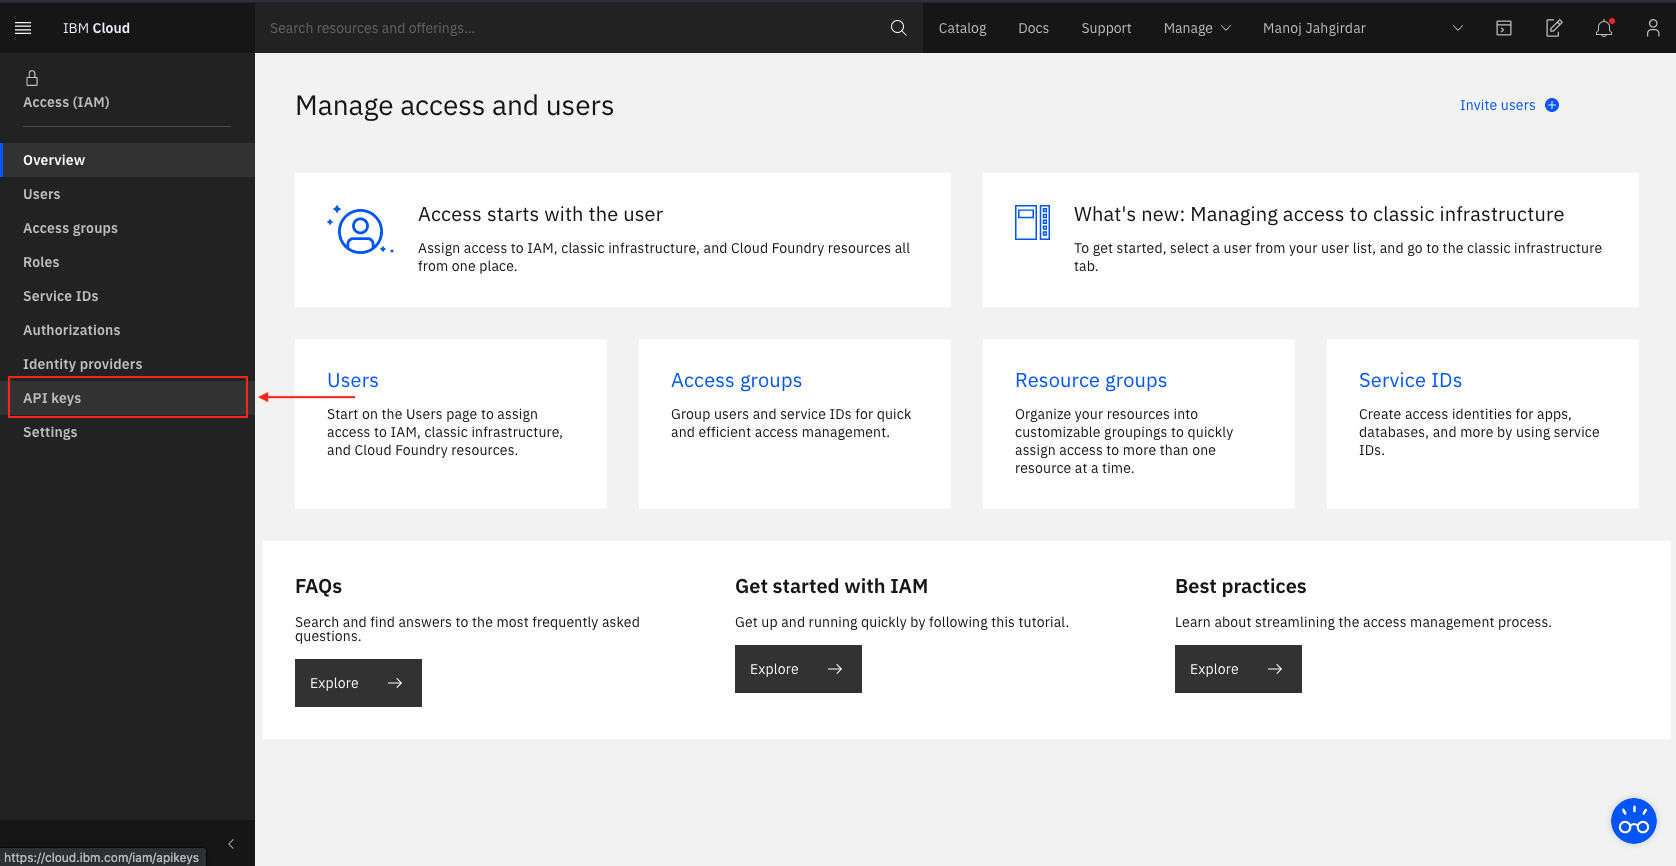 IBM Cloud
Search resources and offerings...
Catalog
Docs
Support
Manage
Manoj Jahgirdar
Access (IAM)
Overview
Users
Access groups
Roles
Service IDs
Authorizations
Identity providers
API keys
Settings
https://cloud.ibm.com/iam/apikeys
Manage access and users
Invite users
Access starts with the user
Assign access to IAM, classic infrastructure, and Cloud Foundry resources all
from one place.
What's new: Managing access to classic infrastructure
To get started, select a user from your user list, and go to the classic infrastructure
tab.
Users
Start on the Users page to assign
access to IAM, classic infrastructure,
and Cloud Foundry resources.
Access groups
Group users and service IDs for quick
and efficient access management.
Resource groups
Organize your resources into
customizable groupings to quickly
assign access to more than one
resource at a time.
Service IDs
Create access identities for apps,
databases, and more by using service
IDs.
FAQs
Search and find answers to the most frequently asked
questions.
Explore
Get started with IAM
Get up and running quickly by following this tutorial.
Explore
Best practices
Learn about streamlining the access management process.
Explore